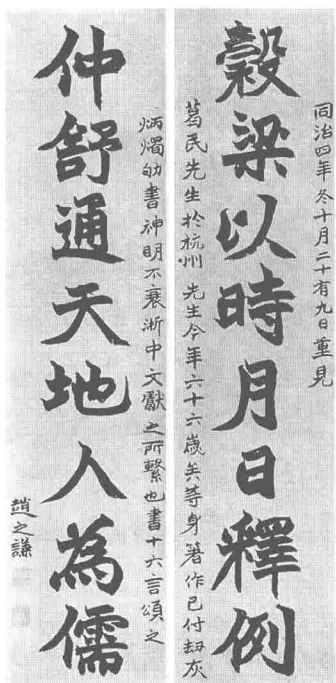 同治四年冬十月二十有九日重見
穀梁以時月日釋例
葛民先生於杭州 先生今年六十六歲矣等身箸作已付刼灰
炳燭劬書神明不衰浙中文獻之所繫也書十六言頌之
仲舒通天地人為儒
趙之謙